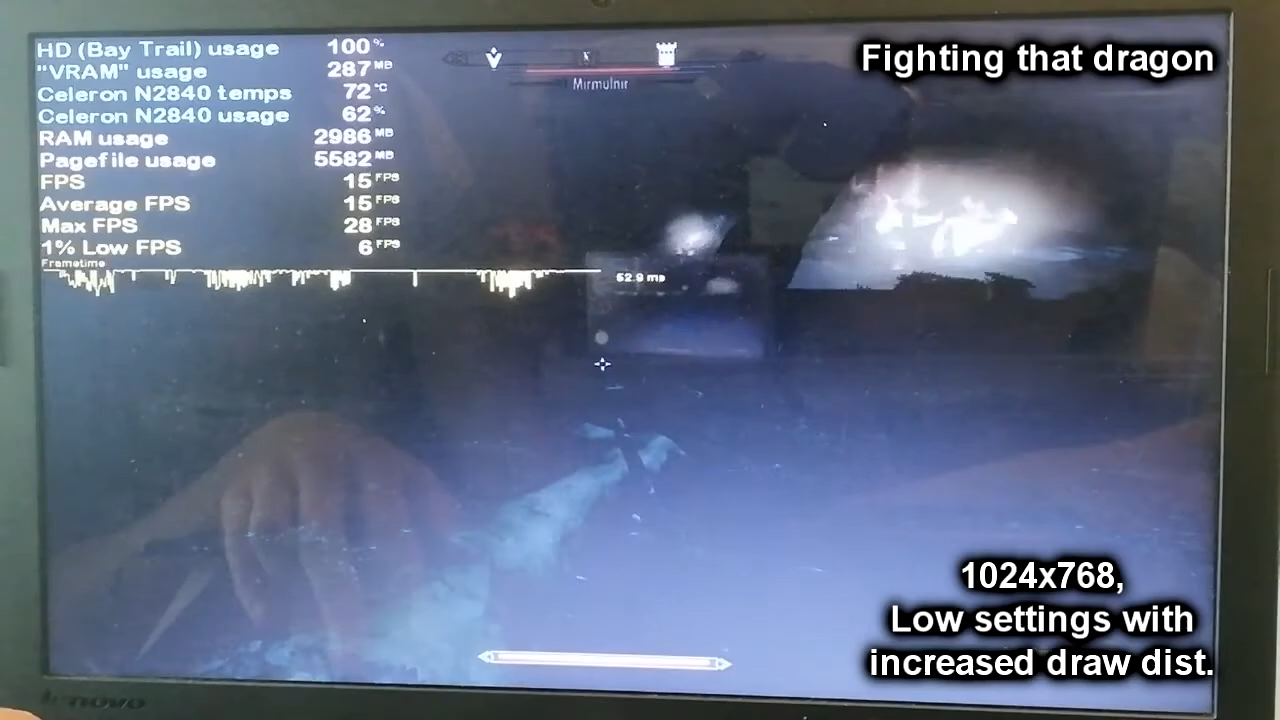 HD (Bay Trail) usage 100 %
"VRAM" usage 287 MB
Celeron N2840 temps 72 °C
Celeron N2840 usage 62 %
RAM usage 2986 MB
Pagefile usage 5582 MB
FPS 15 FPS
Average FPS 15 FPS
Max FPS 28 FPS
1% Low FPS 6 FPS
Frametime
52.9 ms
Mirmulnir
Fighting that dragon
1024x768,
Low settings with
increased draw dist.
lenovo